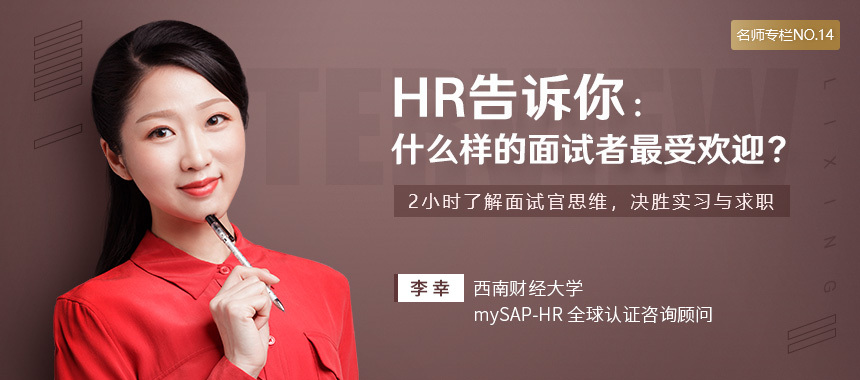 名师专栏NO.14
HR告诉你：
什么样的面试者最受欢迎？
2小时了解面试官思维，决胜实习与求职
李幸
西南财经大学
mySAP-HR 全球认证咨询顾问
LIXING